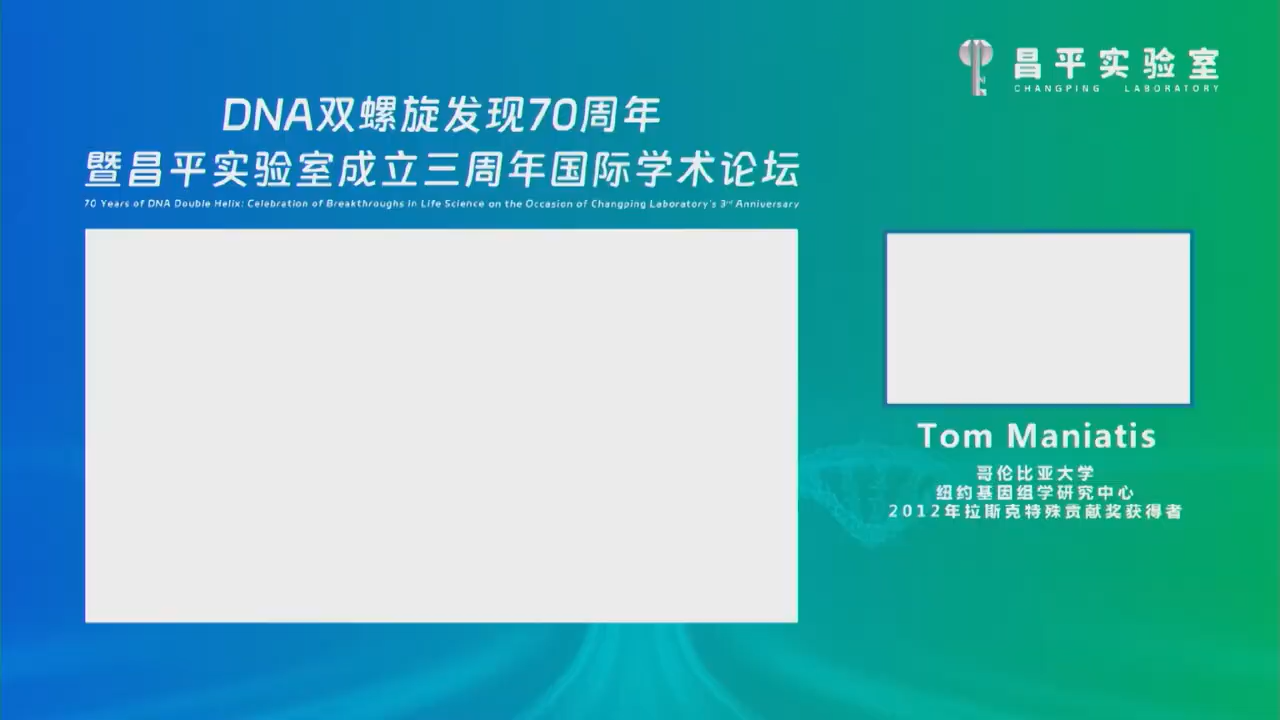 昌平实验室
CHANGPING LABORATORY
DNA双螺旋发现70周年
暨昌平实验室成立三周年国际学术论坛
70 Years of DNA Double Helix: Celebration of Breakthroughs in Life Science on the Occasion of Changping Laboratory's 3rd Anniversary
Tom Maniatis
哥伦比亚大学
纽约基因组学研究中心
2012年拉斯克特殊贡献奖获得者